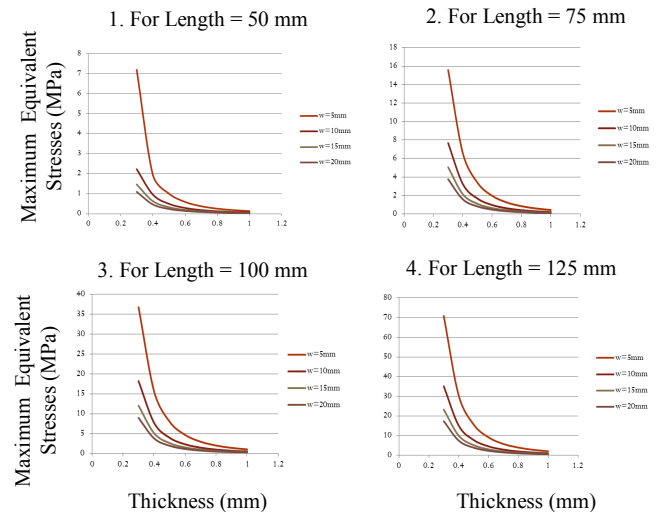 1. For Length = 50 mm
Maximum Equivalent
Stresses (MPa)
8
7
6
5
4
3
2
1
0
0 0.2 0.4 0.6 0.8 1 1.2
w=5mm
w=10mm
w=15mm
w=20mm
2. For Length = 75 mm
18
16
14
12
10
8
6
4
2
0
0 0.2 0.4 0.6 0.8 1 1.2
w=5mm
w=10mm
w=15mm
w=20mm
3. For Length = 100 mm
Maximum Equivalent
Stresses (MPa)
40
35
30
25
20
15
10
5
0
0 0.2 0.4 0.6 0.8 1 1.2
w=5mm
w=10mm
w=15mm
w=20mm
Thickness (mm)
4. For Length = 125 mm
80
70
60
50
40
30
20
10
0
0 0.2 0.4 0.6 0.8 1 1.2
w=5mm
w=10mm
w=15mm
w=20mm
Thickness (mm)